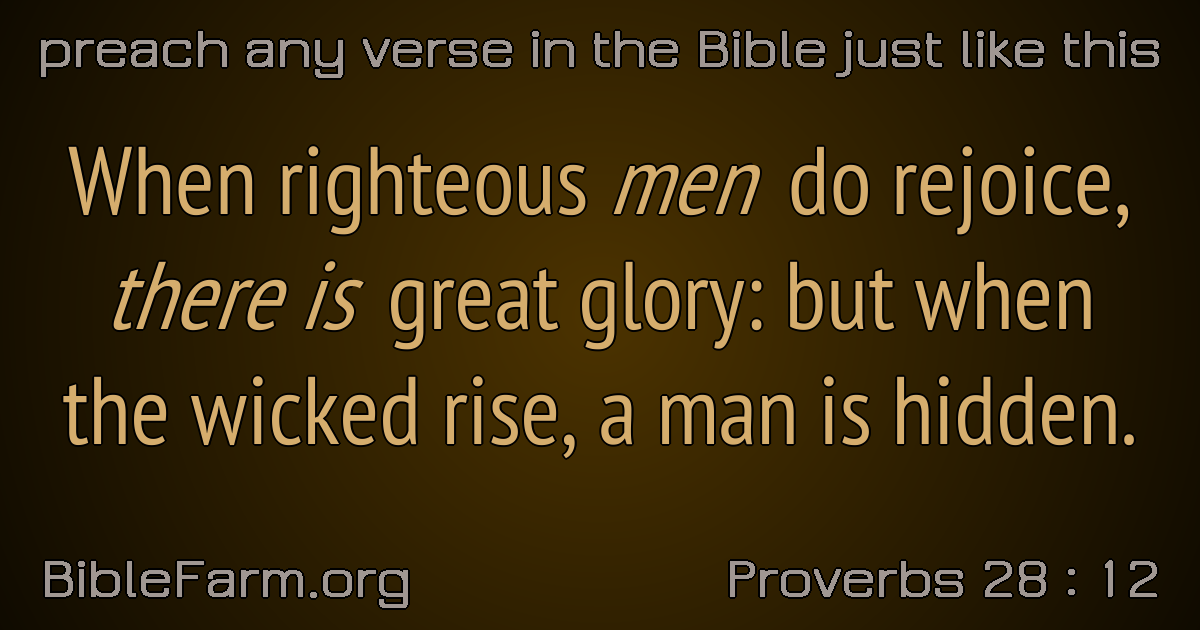 preach any verse in the Bible just like this
When righteous men do rejoice,
there is great glory: but when
the wicked rise, a man is hidden.
BibleFarm.org
Proverbs 28 : 12